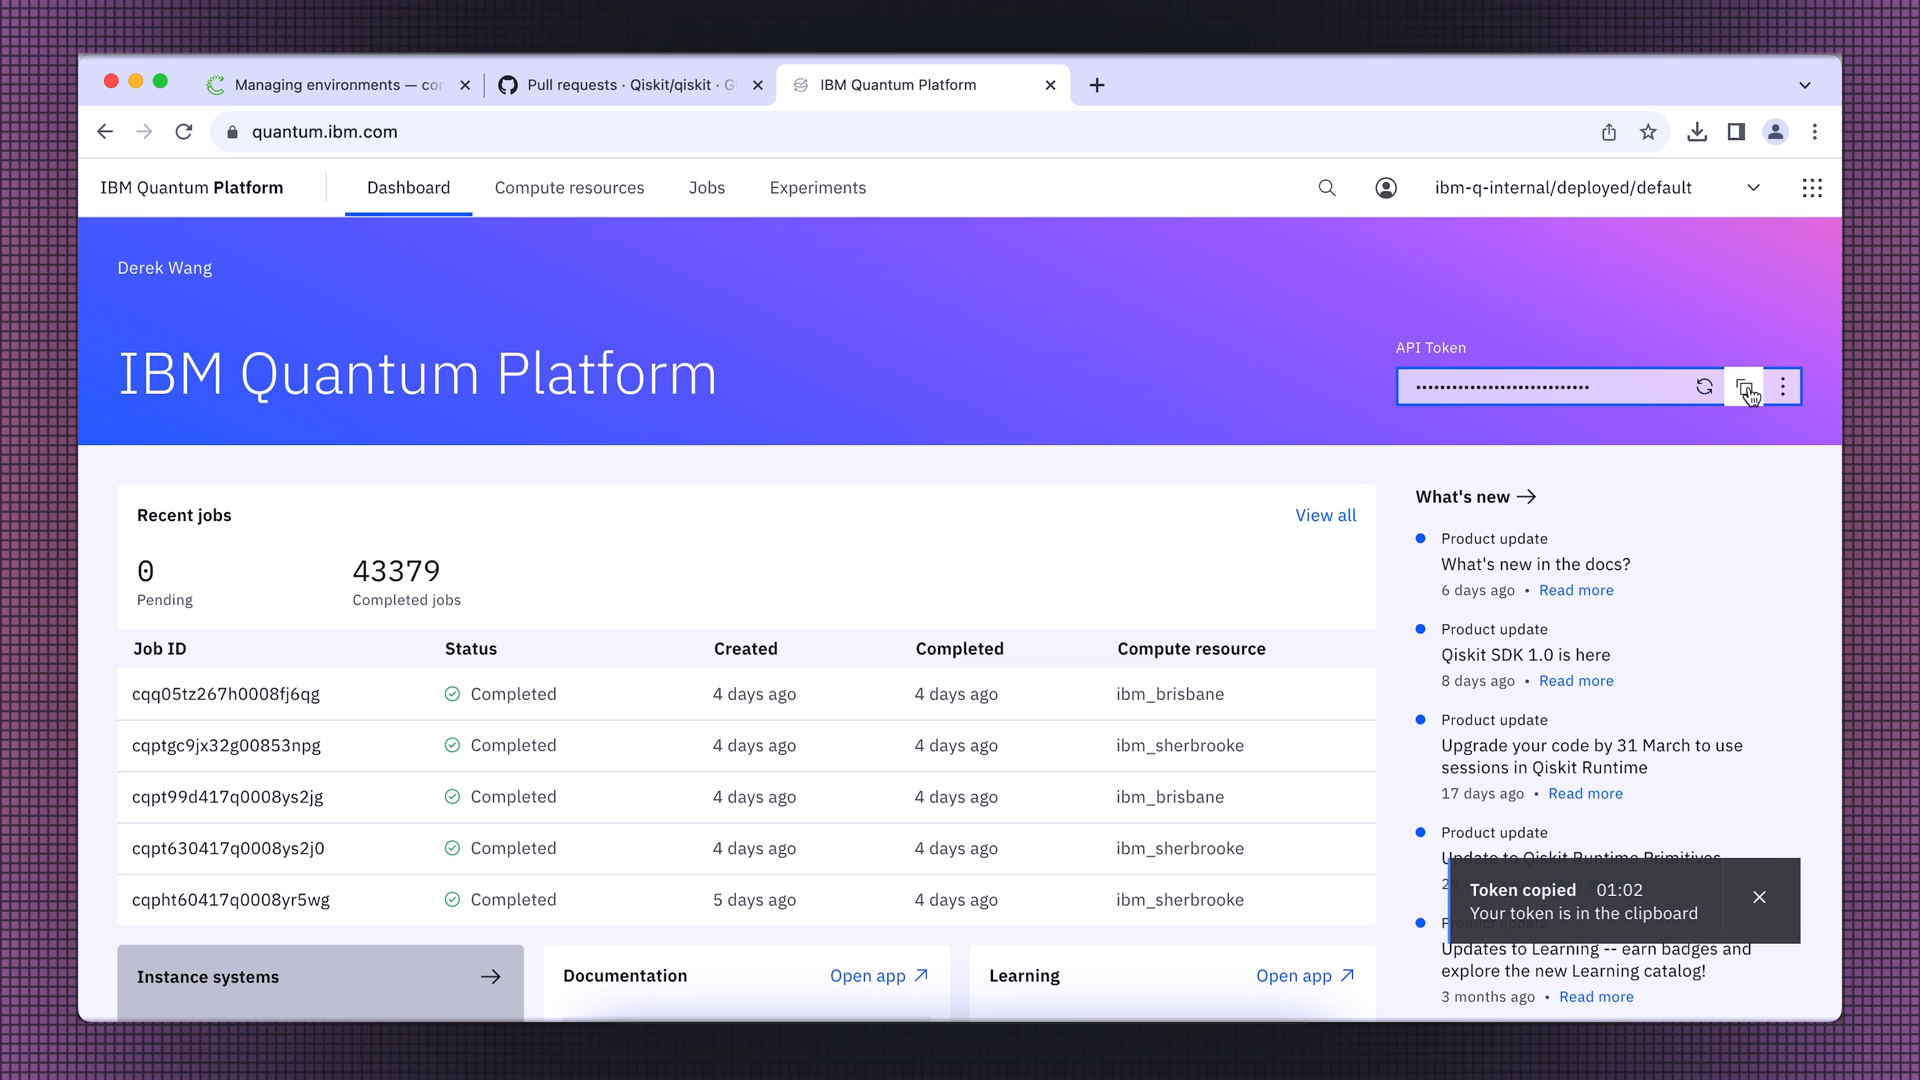 Managing environments — con
Pull requests · Qiskit/qiskit · G
IBM Quantum Platform
quantum.ibm.com
IBM Quantum Platform
Dashboard
Compute resources
Jobs
Experiments
ibm-q-internal/deployed/default
Derek Wang
IBM Quantum Platform
API Token
Recent jobs
View all
0
43379
Pending
Completed jobs
Job ID Status Created Completed Compute resource
cqq05tz267h0008fj6qg Completed 4 days ago 4 days ago ibm_brisbane
cqptgc9jx32g00853npg Completed 4 days ago 4 days ago ibm_sherbrooke
cqpt99d417q0008ys2jg Completed 4 days ago 4 days ago ibm_brisbane
cqpt630417q0008ys2j0 Completed 4 days ago 4 days ago ibm_sherbrooke
cqpht60417q0008yr5wg Completed 5 days ago 4 days ago ibm_sherbrooke
Instance systems
Documentation
Open app
Learning
Open app
What's new
Product update
What's new in the docs?
6 days ago • Read more
Product update
Qiskit SDK 1.0 is here
8 days ago • Read more
Product update
Upgrade your code by 31 March to use
sessions in Qiskit Runtime
17 days ago • Read more
Product update
Update to Qiskit Runtime Primitives
Token copied 01:02
Your token is in the clipboard
Product update
Updates to Learning -- earn badges and
explore the new Learning catalog!
3 months ago • Read more